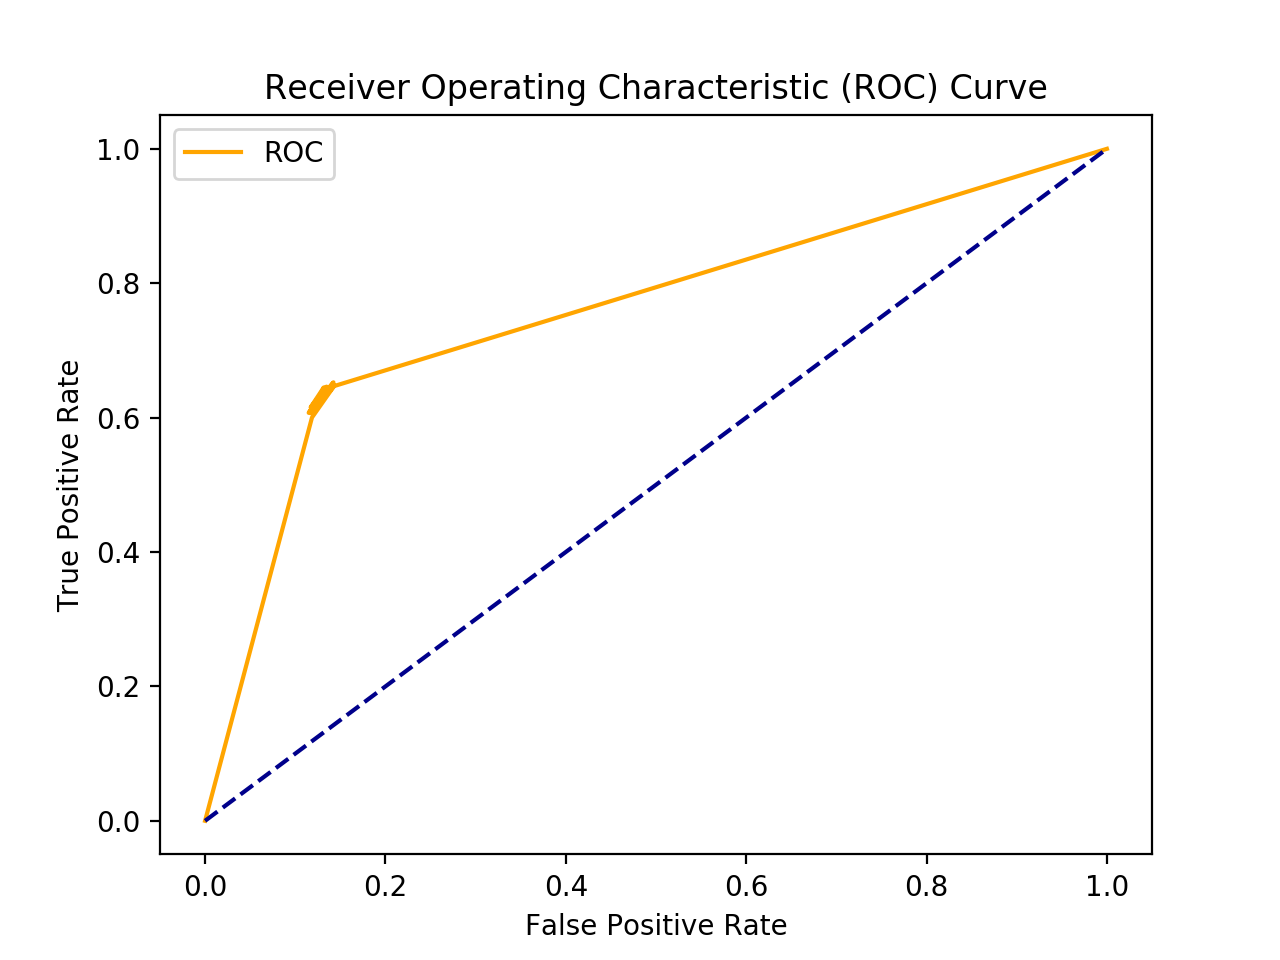 Receiver Operating Characteristic (ROC) Curve
ROC
1.0
0.8
0.6
0.4
0.2
0.0
True Positive Rate
0.0 0.2 0.4 0.6 0.8 1.0
False Positive Rate